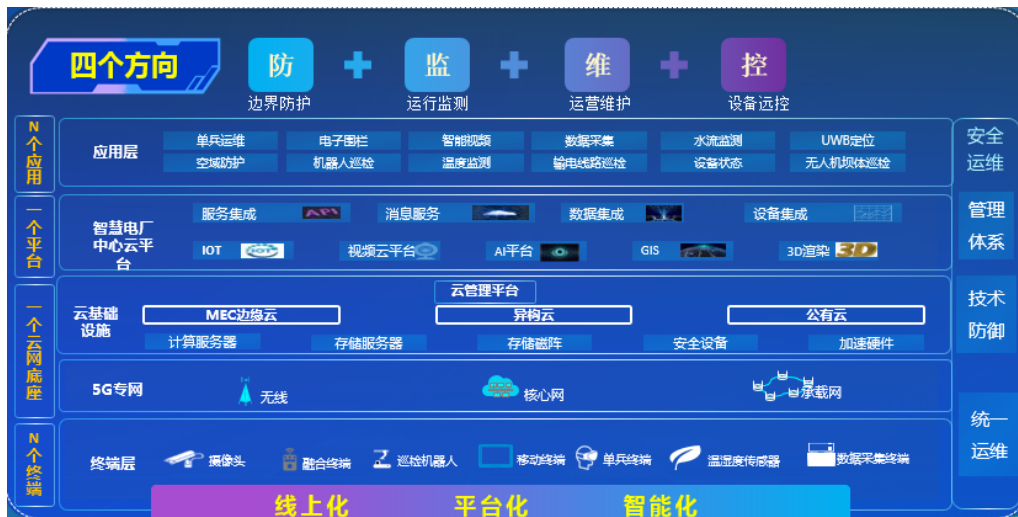 四个方向
防
监
维
控
边界防护
运行监测
运营维护
设备远控
N个应用
应用层
单兵运维
电子围栏
智能视频
数据采集
水流监测
UWB定位
空域防护
机器人巡检
温度监测
输电线路巡检
设备状态
无人机坝体巡检
一个平台
智慧电厂
中心云平
台
服务集成
API
消息服务
数据集成
设备集成
IOT
IOT
视频云平台
AI平台
GIS
3D渲染
3D
一个云网底座
云基础
设施
云管理平台
MEC边缘云
异构云
公有云
计算服务器
存储服务器
存储磁阵
安全设备
加速硬件
5G专网
无线
核心网
承载网
N个终端
终端层
摄像头
融合终端
巡检机器人
移动终端
单兵终端
温湿度传感器
数据采集终端
安全
运维
管理
体系
技术
防御
统一
运维
线上化
平台化
智能化